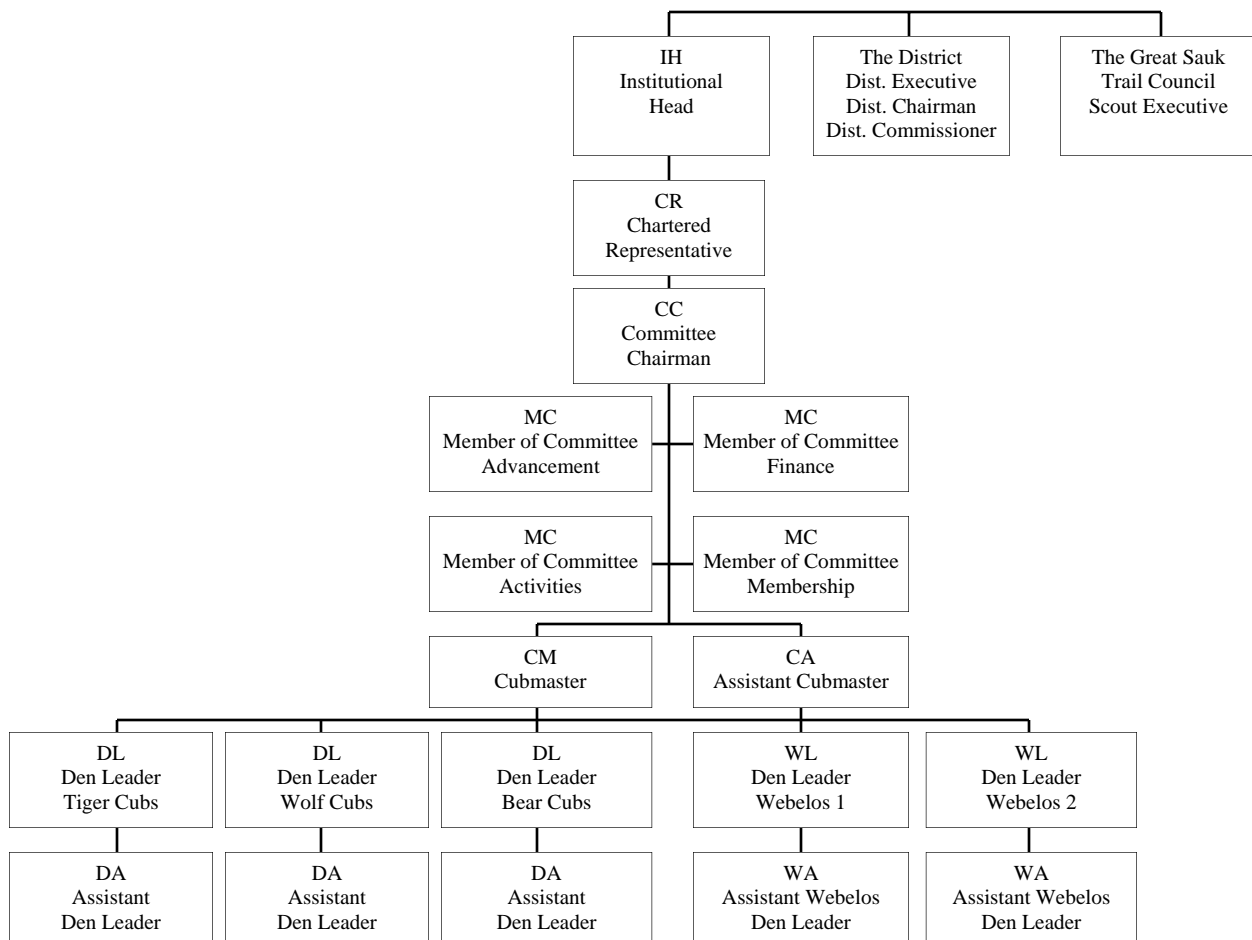 IH
Institutional
Head
The District
Dist. Executive
Dist. Chairman
Dist. Commissioner
The Great Sauk
Trail Council
Scout Executive
CR
Chartered
Representative
CC
Committee
Chairman
MC
Member of Committee
Advancement
MC
Member of Committee
Finance
MC
Member of Committee
Activities
MC
Member of Committee
Membership
CM
Cubmaster
CA
Assistant Cubmaster
DL
Den Leader
Tiger Cubs
DL
Den Leader
Wolf Cubs
DL
Den Leader
Bear Cubs
WL
Den Leader
Webelos 1
WL
Den Leader
Webelos 2
DA
Assistant
Den Leader
DA
Assistant
Den Leader
DA
Assistant
Den Leader
WA
Assistant Webelos
Den Leader
WA
Assistant Webelos
Den Leader